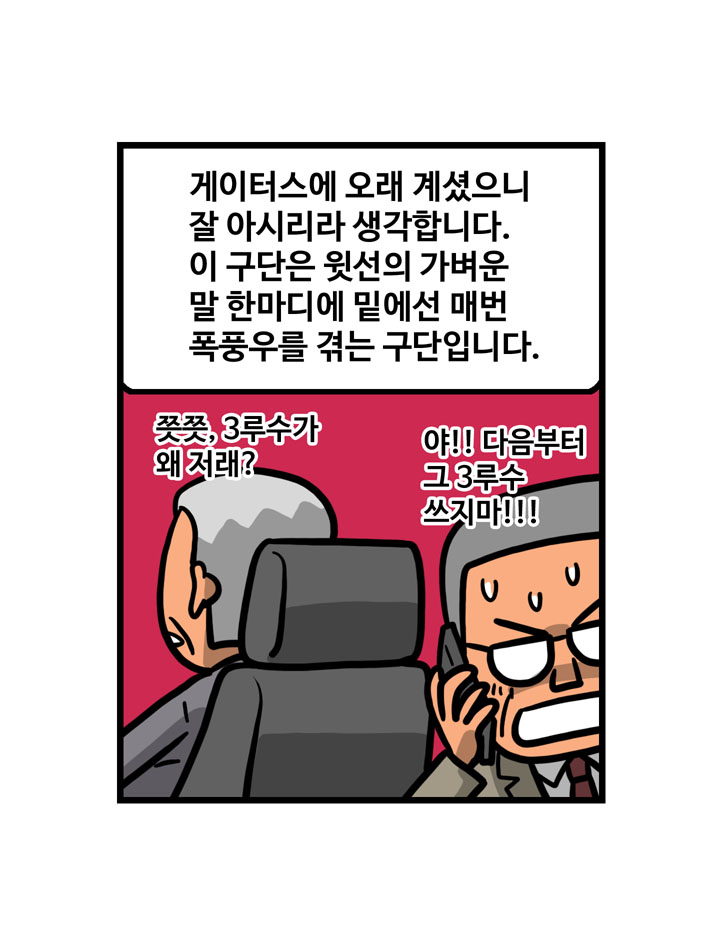 게이터스에 오래 계셨으니
잘 아시리라 생각합니다.
이 구단은 윗선의 가벼운
말 한마디에 밑에선 매번
폭풍우를 겪는 구단입니다.
쯧쯧, 3루수가
왜 저래?
야!! 다음부터
그 3루수
쓰지마!!!